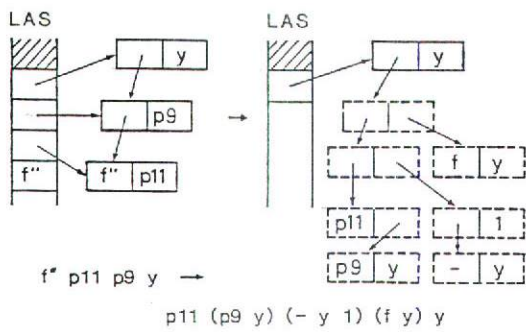 LAS
LAS
y
p9
f" p11
f"
y
f y
p11
1
p9 y
- y
f" p11 p9 y →
p11 (p9 y) (- y 1) (f y) y